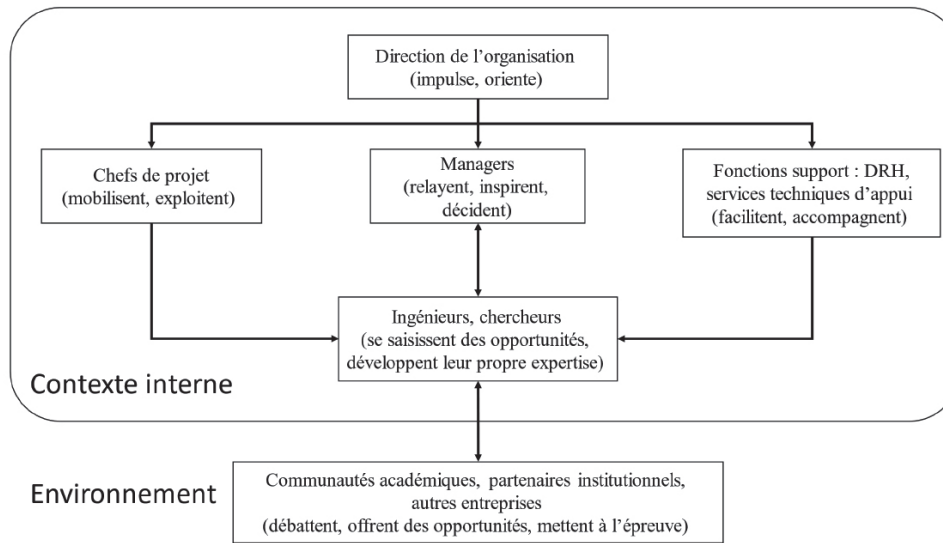 Direction de l’organisation
(impulse, oriente)
Chefs de projet
(mobilisent, exploitent)
Managers
(relayent, inspirent,
décident)
Fonctions support : DRH,
services techniques d’appui
(facilitent, accompagnent)
Ingénieurs, chercheurs
(se saisissent des opportunités,
développent leur propre expertise)
Contexte interne
Environnement
Communautés académiques, partenaires institutionnels,
autres entreprises
(débattent, offrent des opportunités, mettent à l’épreuve)